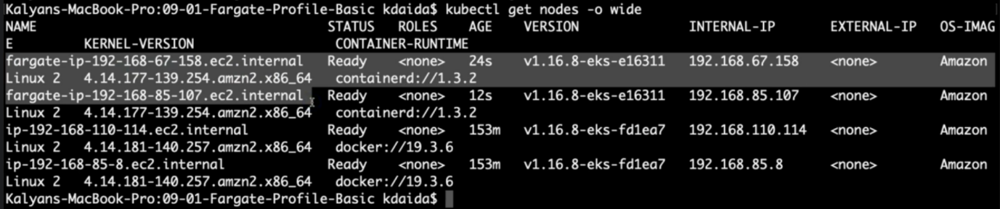 Kalyans-MacBook-Pro:09-01-Fargate-Profile-Basic kdaida$ kubectl get nodes -o wide
NAME                                   STATUS   ROLES    AGE    VERSION               INTERNAL-IP       EXTERNAL-IP   OS-IMAG
E        KERNEL-VERSION                  CONTAINER-RUNTIME
fargate-ip-192-168-67-158.ec2.internal   Ready    <none>   24s    v1.16.8-eks-e16311   192.168.67.158    <none>        Amazon
Linux 2   4.14.177-139.254.amzn2.x86_64   containerd://1.3.2
fargate-ip-192-168-85-107.ec2.internal   Ready    <none>   12s    v1.16.8-eks-e16311   192.168.85.107    <none>        Amazon
Linux 2   4.14.177-139.254.amzn2.x86_64   containerd://1.3.2
ip-192-168-110-114.ec2.internal          Ready    <none>   153m   v1.16.8-eks-fd1ea7   192.168.110.114   <none>        Amazon
Linux 2   4.14.181-140.257.amzn2.x86_64   docker://19.3.6
ip-192-168-85-8.ec2.internal             Ready    <none>   153m   v1.16.8-eks-fd1ea7   192.168.85.8      <none>        Amazon
Linux 2   4.14.181-140.257.amzn2.x86_64   docker://19.3.6
Kalyans-MacBook-Pro:09-01-Fargate-Profile-Basic kdaida$